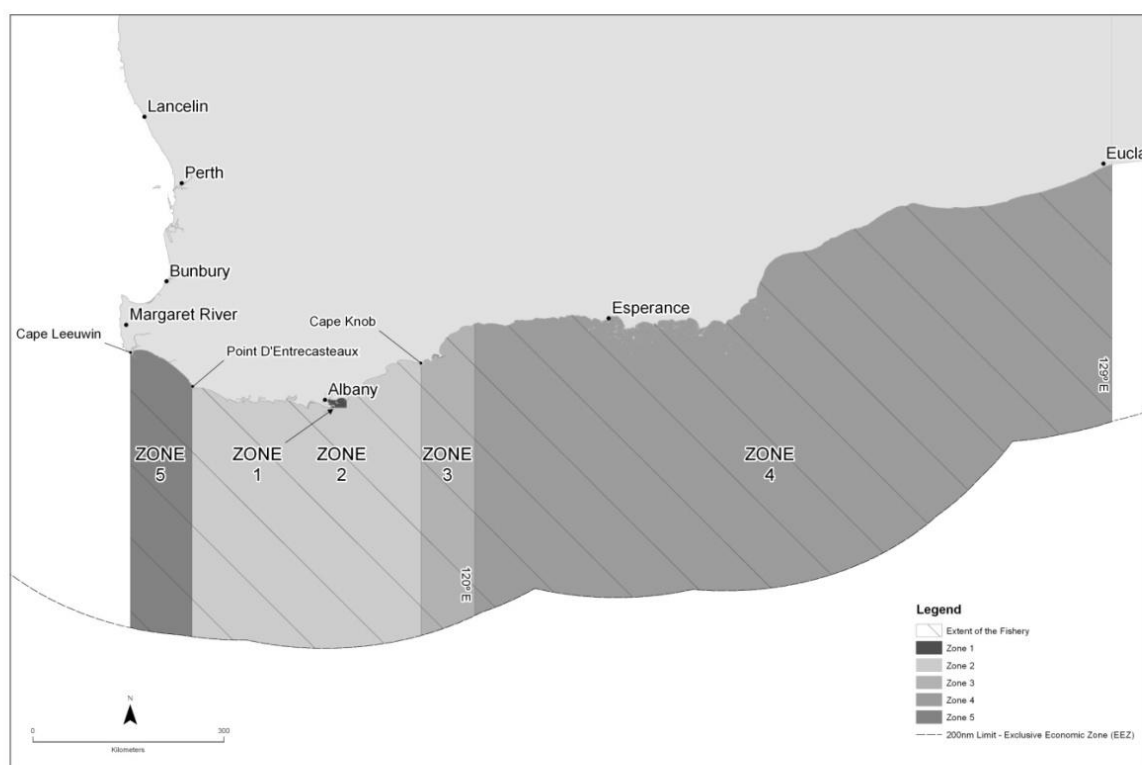 Lancelin
Perth
Eucla
Bunbury
Margaret River
Esperance
Cape Leeuwin
Cape Knob
Point D'Entrecasteaux
129° E
Albany
ZONE
5
ZONE
1
ZONE
2
ZONE
3
ZONE
4
120° E
Legend
Extent of the Fishery
Zone 1
Zone 2
Zone 3
Zone 4
Zone 5
200nm Limit - Exclusive Economic Zone (EEZ)
N
0
300
Kilometers